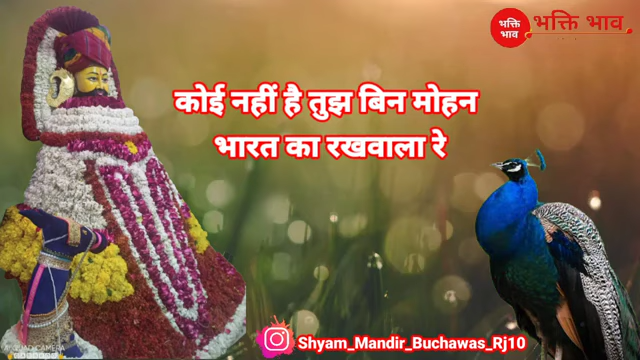 भक्ति
भाव
भक्ति भाव
कोई नहीं है तुझ बिन मोहन
भारत का रखवाला रे
Shyam_Mandir_Buchawas_Rj10